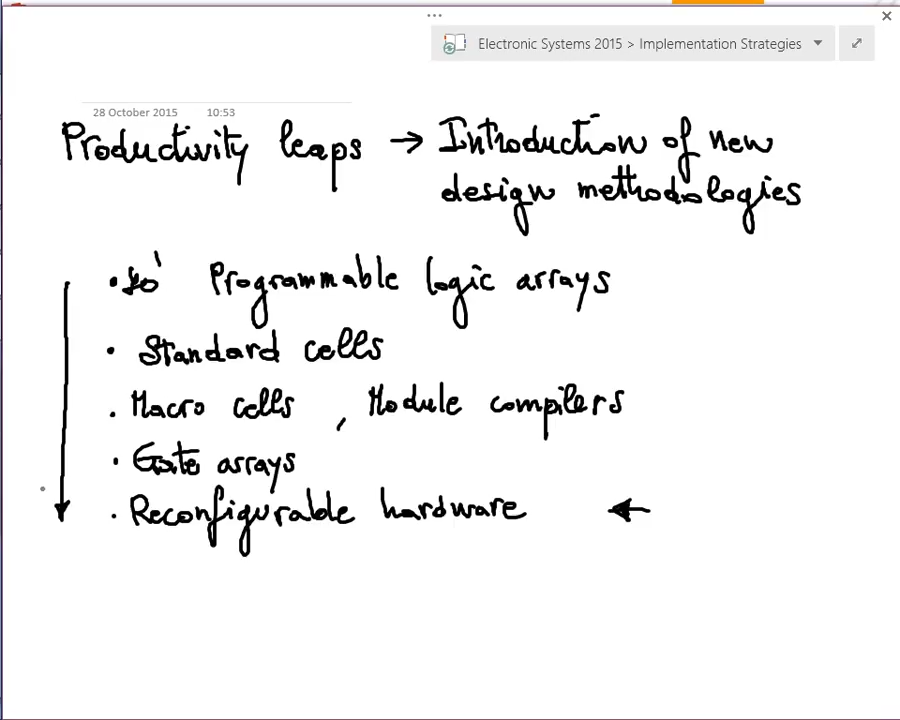 Electronic Systems 2015 > Implementation Strategies
28 October 2015 10:53
Productivity leaps → Introduction of new
design methodologies
• Programmable logic arrays
• Standard cells
• Macro cells , Module compilers
• Gate arrays
• Reconfigurable hardware ←